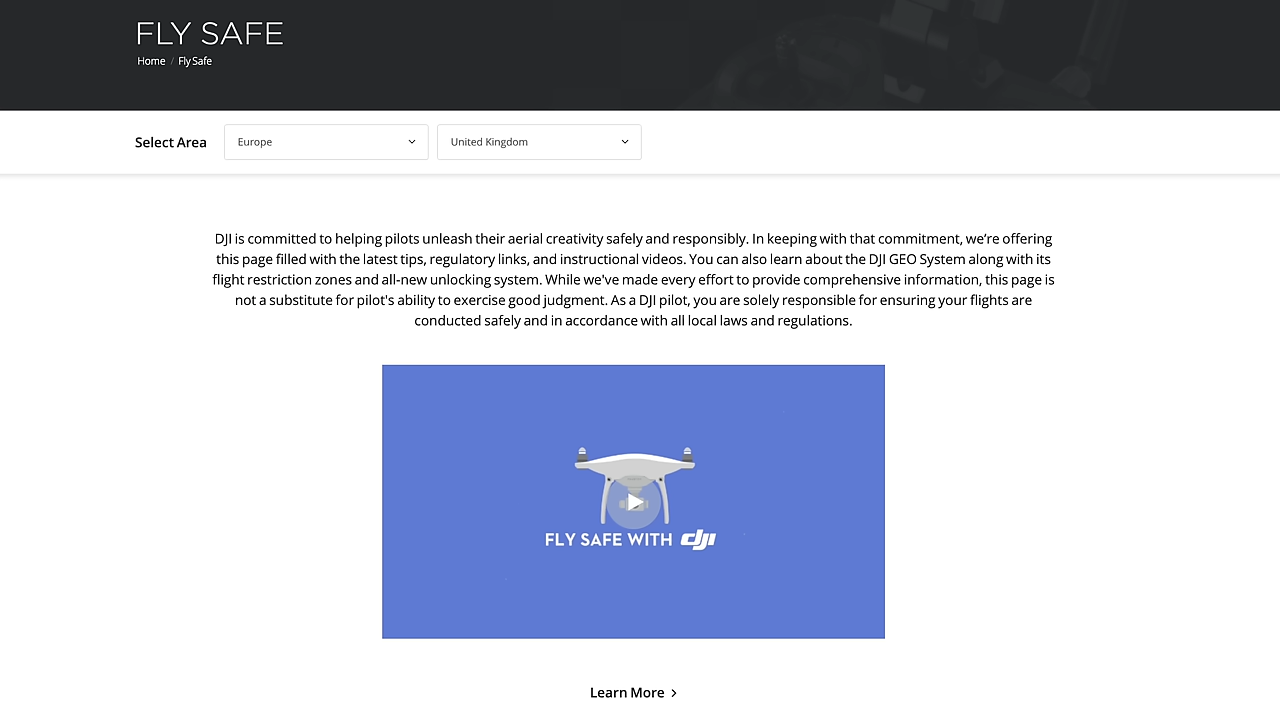 FLY SAFE
Home / Fly Safe
Select Area Europe United Kingdom
DJI is committed to helping pilots unleash their aerial creativity safely and responsibly. In keeping with that commitment, we’re offering
this page filled with the latest tips, regulatory links, and instructional videos. You can also learn about the DJI GEO System along with its
flight restriction zones and all-new unlocking system. While we've made every effort to provide comprehensive information, this page is
not a substitute for pilot's ability to exercise good judgment. As a DJI pilot, you are solely responsible for ensuring your flights are
conducted safely and in accordance with all local laws and regulations.
FLY SAFE WITH dji
Learn More >